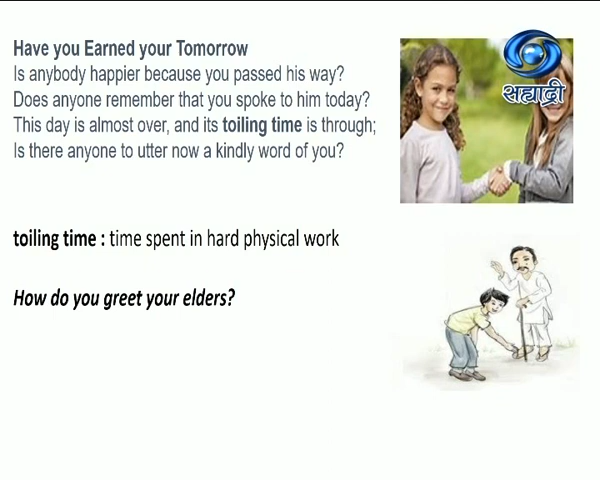 Have you Earned your Tomorrow
Is anybody happier because you passed his way?
Does anyone remember that you spoke to him today?
This day is almost over, and its toiling time is through;
Is there anyone to utter now a kindly word of you?
सह्याद्री
toiling time : time spent in hard physical work
How do you greet your elders?